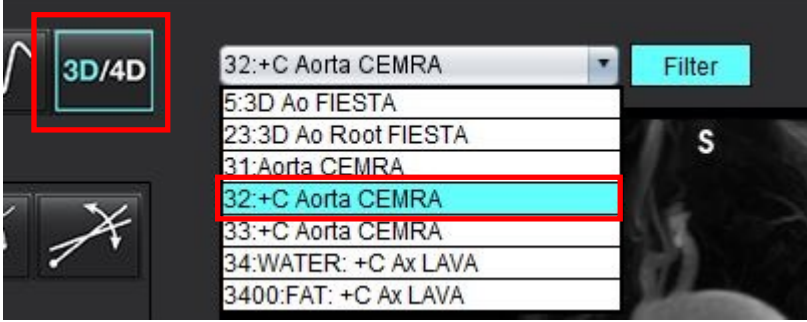 3D/4D
32:+C Aorta CEMRA
Filter
5:3D Ao FIESTA
23:3D Ao Root FIESTA
31:Aorta CEMRA
32:+C Aorta CEMRA
33:+C Aorta CEMRA
34:WATER: +C Ax LAVA
3400:FAT: +C Ax LAVA
S